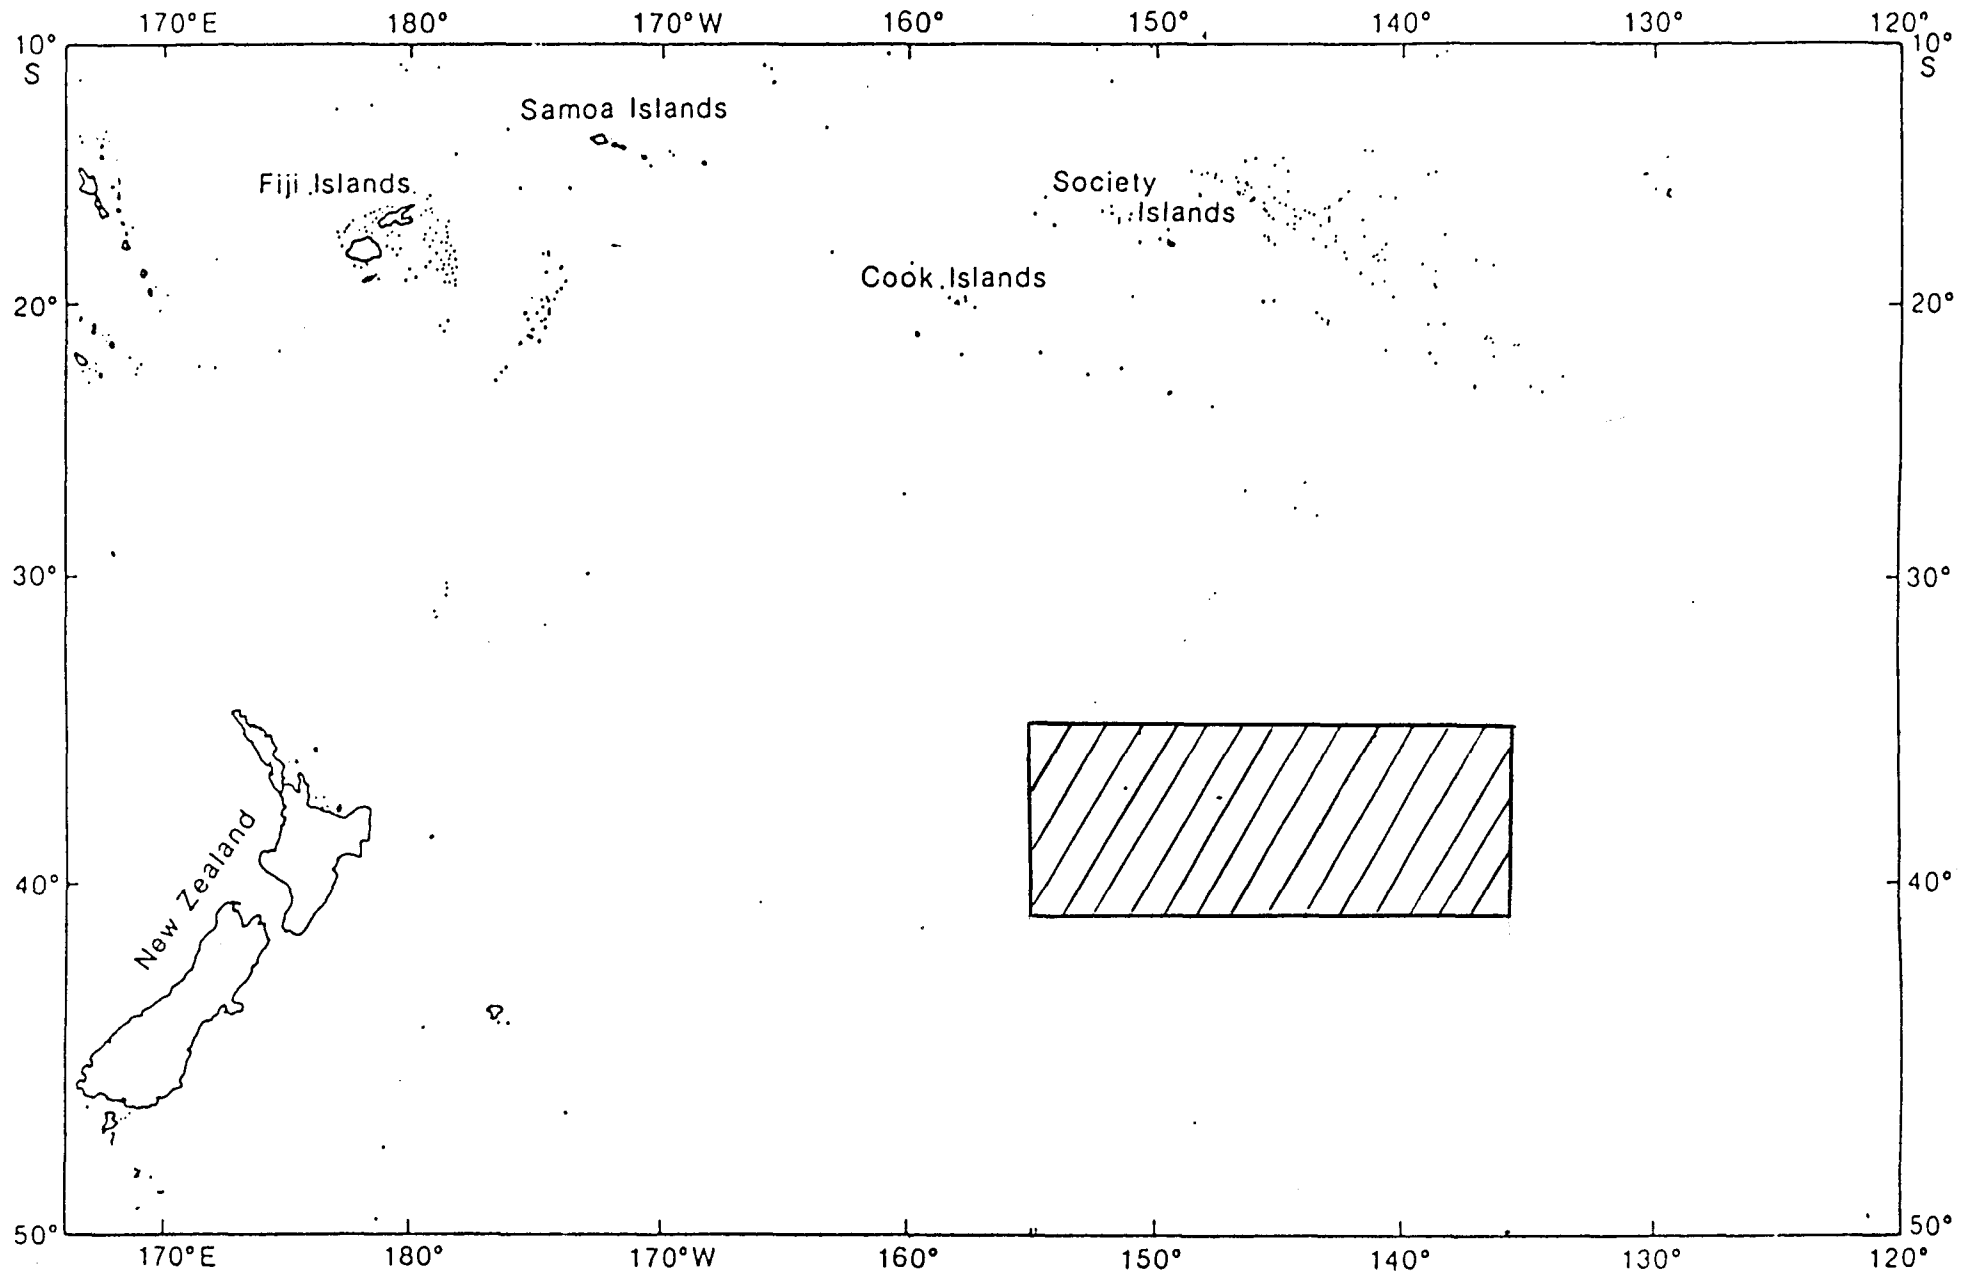 170°E 180° 170°W 160° 150° 140° 130° 120°
10° 10°
S S
Samoa Islands
Fiji Islands
Society
Islands
Cook Islands
20° 20°
30° 30°
New Zealand
40° 40°
50° 50°
170°E 180° 170°W 160° 150° 140° 130° 120°